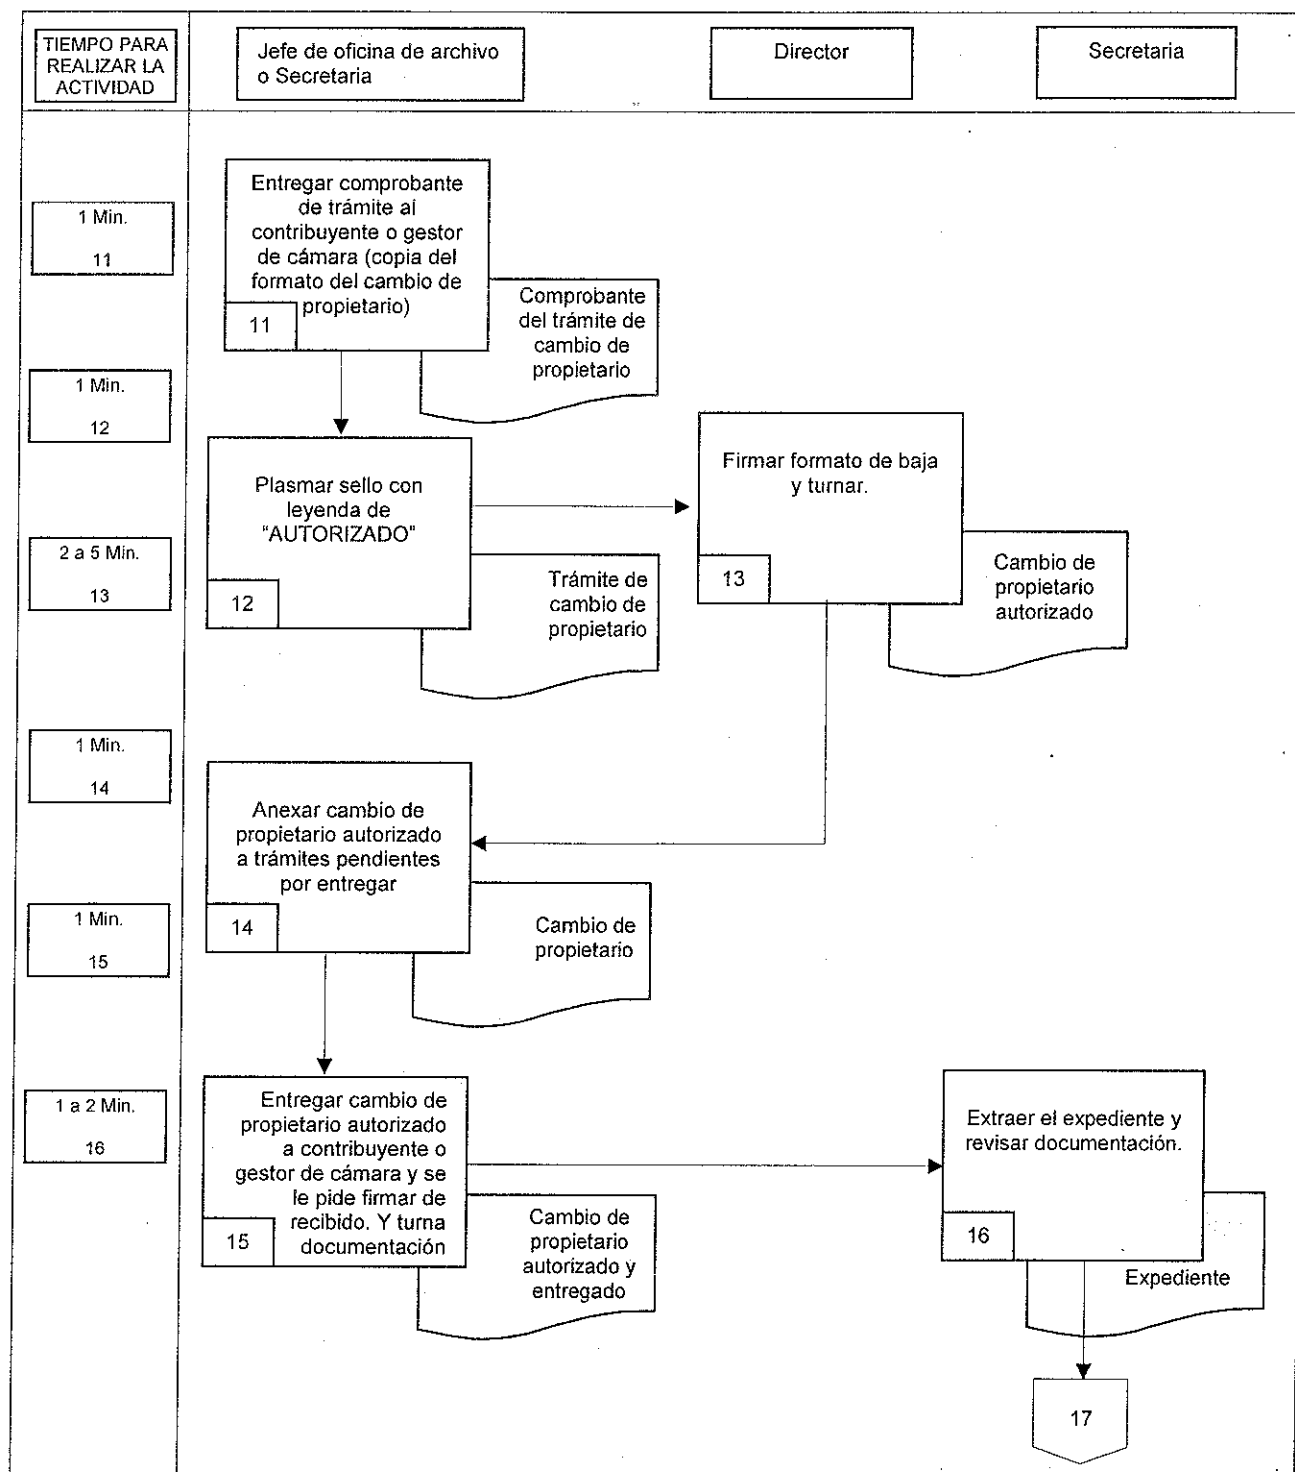 TIEMPO PARA
REALIZAR LA
ACTIVIDAD
Jefe de oficina de archivo
o Secretaria
Director
Secretaria
1 Min.
11
Entregar comprobante
de trámite al
contribuyente o gestor
de cámara (copia del
formato del cambio de
propietario)
11
Comprobante
del trámite de
cambio de
propietario
1 Min.
12
Plasmar sello con
leyenda de
"AUTORIZADO"
12
Trámite de
cambio de
propietario
Firmar formato de baja
y turnar.
13
Cambio de
propietario
autorizado
2 a 5 Min.
13
1 Min.
14
Anexar cambio de
propietario autorizado
a trámites pendientes
por entregar
14
Cambio de
propietario
1 Min.
15
Entregar cambio de
propietario autorizado
a contribuyente o
gestor de cámara y se
le pide firmar de
recibido. Y turna
documentación
15
Cambio de
propietario
autorizado y
entregado
1 a 2 Min.
16
Extraer el expediente y
revisar documentación.
16
Expediente
17